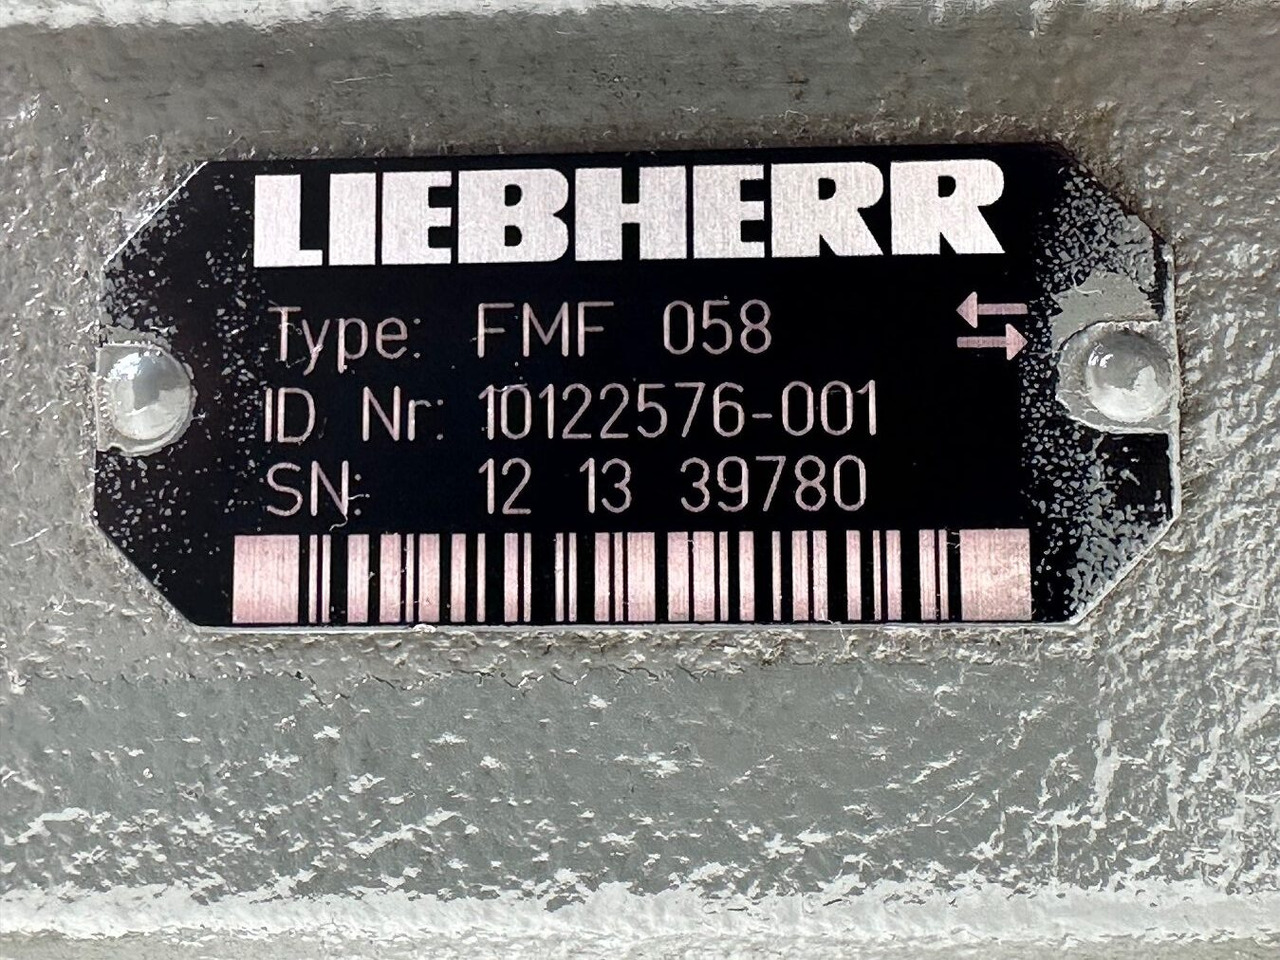 LIEBHERR
Type: FMF 058
ID Nr: 10122576-001
SN: 12 13 39780